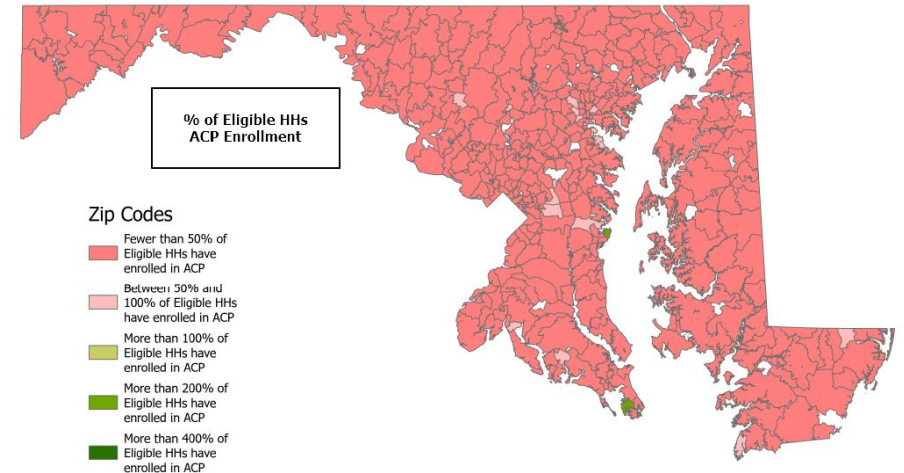 % of Eligible HHs
ACP Enrollment
Zip Codes
Fewer than 50% of
Eligible HHs have
enrolled in ACP
Between 50% and
100% of Eligible HHs
have enrolled in ACP
More than 100% of
Eligible HHs have
enrolled in ACP
More than 200% of
Eligible HHs have
enrolled in ACP
More than 400% of
Eligible HHs have
enrolled in ACP